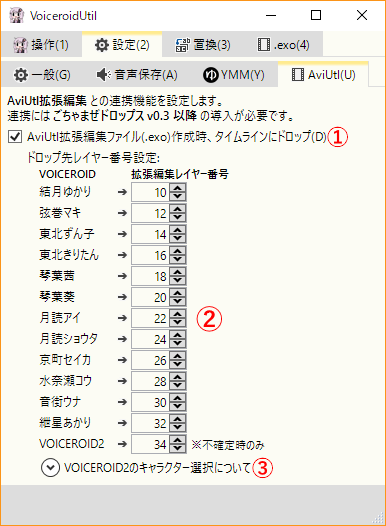 VoiceroidUtil
操作(1) 設定(2) 置換(3) .exo(4)
一般(G) 音声保存(A) ゆ YMM(Y) AviUtl(U)
AviUtl拡張編集 との連携機能を設定します。
連携には ごちゃまぜドロップス v0.3 以降 の導入が必要です。
AviUtl拡張編集ファイル(.exo)作成時、タイムラインにドロップ(D) ①
ドロップ先レイヤー番号設定:
VOICEROID 拡張編集レイヤー番号
結月ゆかり ➔ 10
弦巻マキ ➔ 12
東北ずん子 ➔ 14
東北きりたん ➔ 16
琴葉茜 ➔ 18
琴葉葵 ➔ 20
月読アイ ➔ 22 ②
月読ショウタ ➔ 24
京町セイカ ➔ 26
水奈瀬コウ ➔ 28
音街ウナ ➔ 30
紲星あかり ➔ 32
VOICEROID2 ➔ 34 ※不確定時のみ
VOICEROID2のキャラクター選択について ③